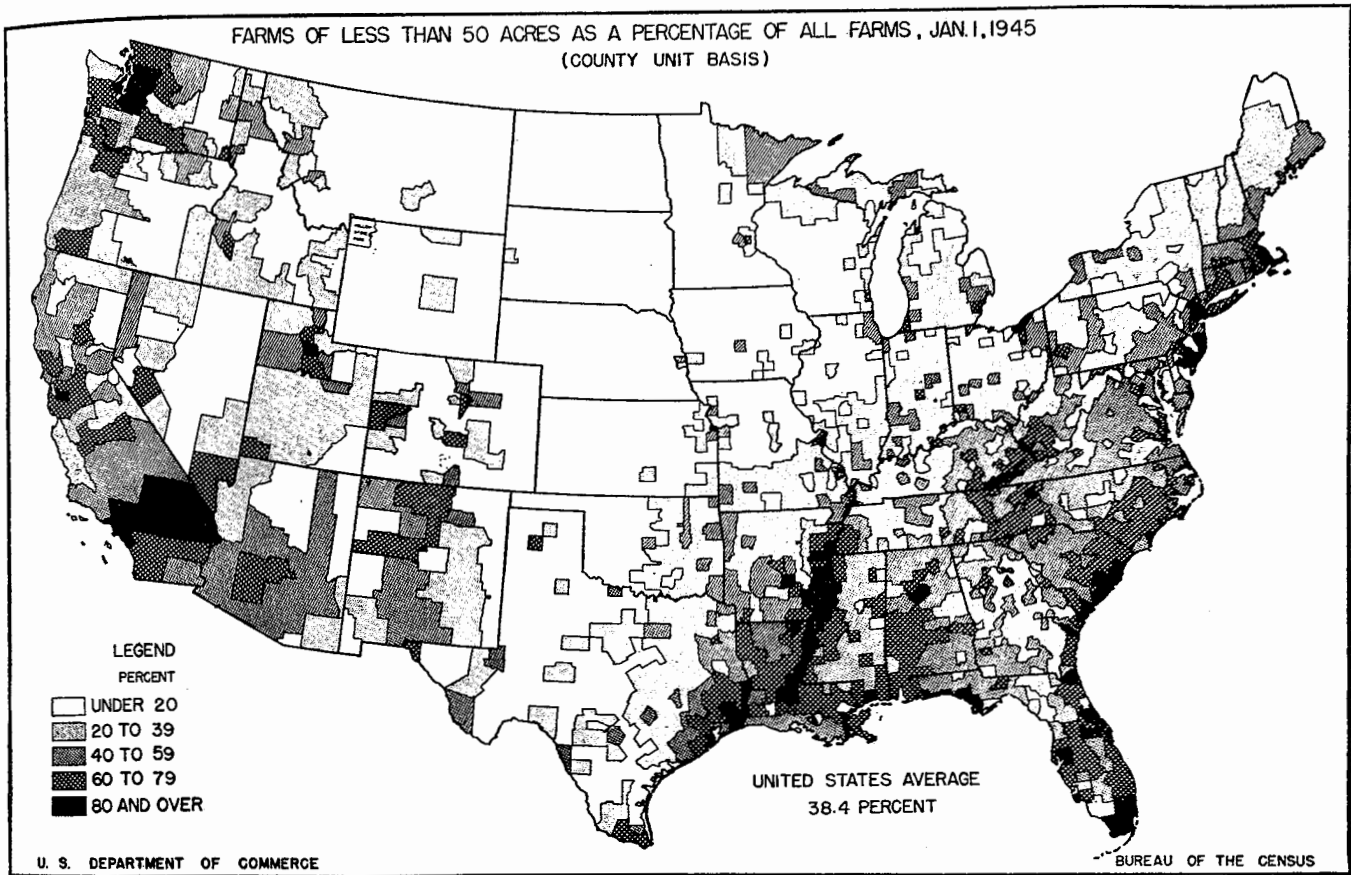 FARMS OF LESS THAN 50 ACRES AS A PERCENTAGE OF ALL FARMS, JAN. 1, 1945
(COUNTY UNIT BASIS)
LEGEND
PERCENT
UNDER 20
20 TO 39
40 TO 59
60 TO 79
80 AND OVER
UNITED STATES AVERAGE
38.4 PERCENT
U. S. DEPARTMENT OF COMMERCE
BUREAU OF THE CENSUS